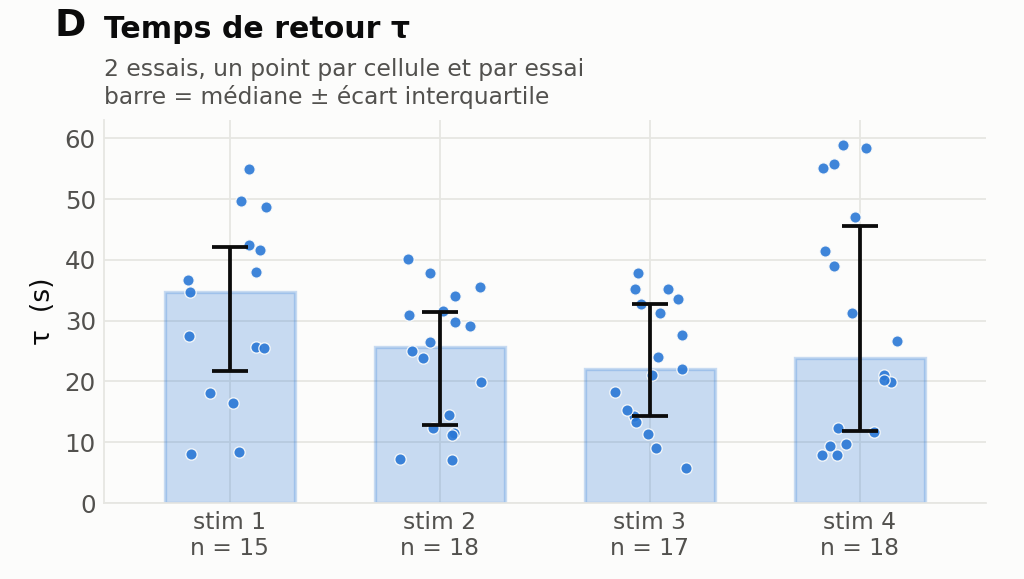 D Temps de retour τ
2 essais, un point par cellule et par essai
barre = médiane ± écart interquartile
τ (s)
60
50
40
30
20
10
0
stim 1
n = 15
stim 2
n = 18
stim 3
n = 17
stim 4
n = 18